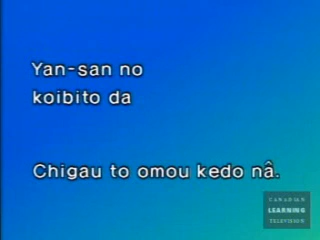 Yan-san no
koibito da
Chigau to omou kedo nâ.
CANADIAN
LEARNING
TELEVISION